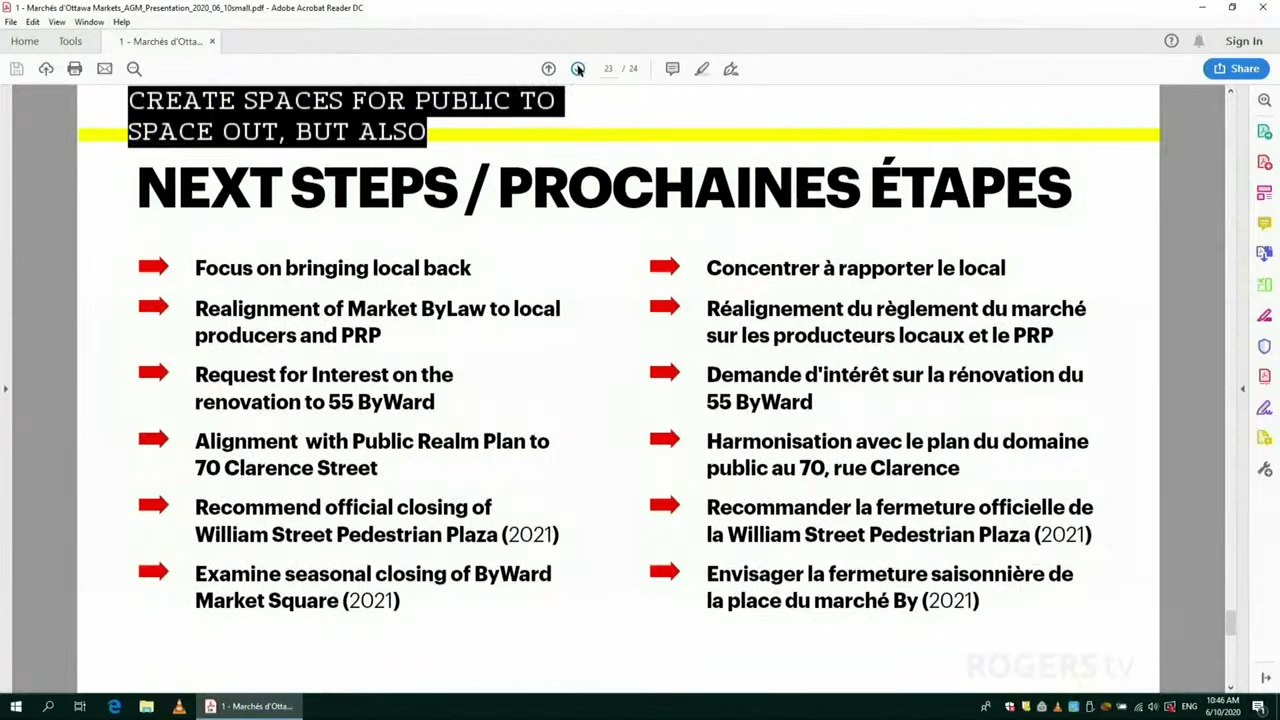 1 - Marchés d'Ottawa Markets_AGM_Presentation_2020_06_10small.pdf - Adobe Acrobat Reader DC
File Edit View Window Help
Home Tools 1 - Marchés d'Otta... × Sign In
23 / 24 Share
CREATE SPACES FOR PUBLIC TO
SPACE OUT, BUT ALSO
NEXT STEPS / PROCHAINES ÉTAPES
Focus on bringing local back
Realignment of Market ByLaw to local
producers and PRP
Request for Interest on the
renovation to 55 ByWard
Alignment with Public Realm Plan to
70 Clarence Street
Recommend official closing of
William Street Pedestrian Plaza (2021)
Examine seasonal closing of ByWard
Market Square (2021)
Concentrer à rapporter le local
Réalignement du règlement du marché
sur les producteurs locaux et le PRP
Demande d'intérêt sur la rénovation du
55 ByWard
Harmonisation avec le plan du domaine
public au 70, rue Clarence
Recommander la fermeture officielle de
la William Street Pedestrian Plaza (2021)
Envisager la fermeture saisonnière de
la place du marché By (2021)
ROGERS tv
1 - Marchés d'Otta...
ENG
10:46 AM
6/10/2020